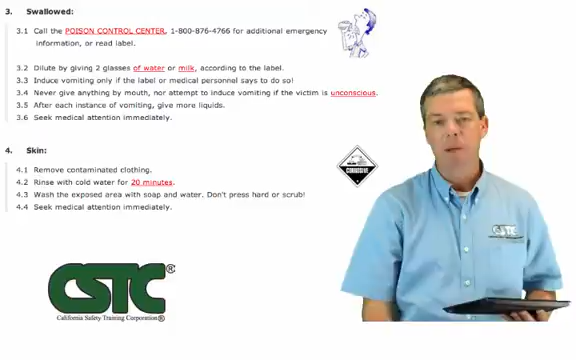 3. Swallowed:
3.1 Call the POISON CONTROL CENTER, 1-800-876-4766 for additional emergency
information, or read label.
3.2 Dilute by giving 2 glasses of water or milk, according to the label.
3.3 Induce vomiting only if the label or medical personnel says to do so!
3.4 Never give anything by mouth, nor attempt to induce vomiting if the victim is unconscious.
3.5 After each instance of vomiting, give more liquids.
3.6 Seek medical attention immediately.
4. Skin:
4.1 Remove contaminated clothing.
4.2 Rinse with cold water for 20 minutes.
4.3 Wash the exposed area with soap and water. Don't press hard or scrub!
4.4 Seek medical attention immediately.
CORROSIVE
CSTC
CSTC®
California Safety Training Corporation®